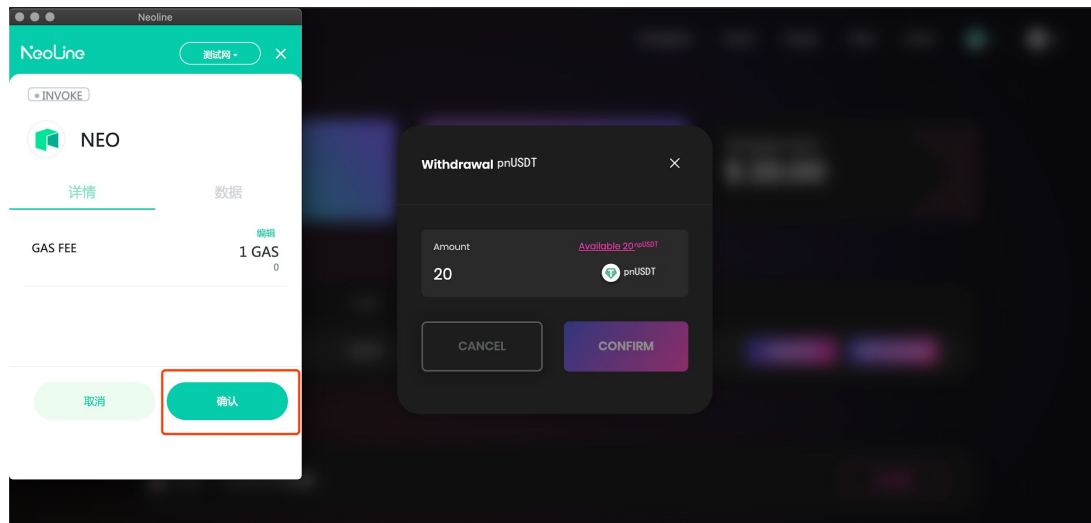 Neoline
NeoLine
测试网
INVOKE
NEO
详情
数据
编辑
GAS FEE
1 GAS
0
取消
确认
Withdrawal pnUSDT
Amount
Available 20 npUSDT
20
pnUSDT
CANCEL
CONFIRM